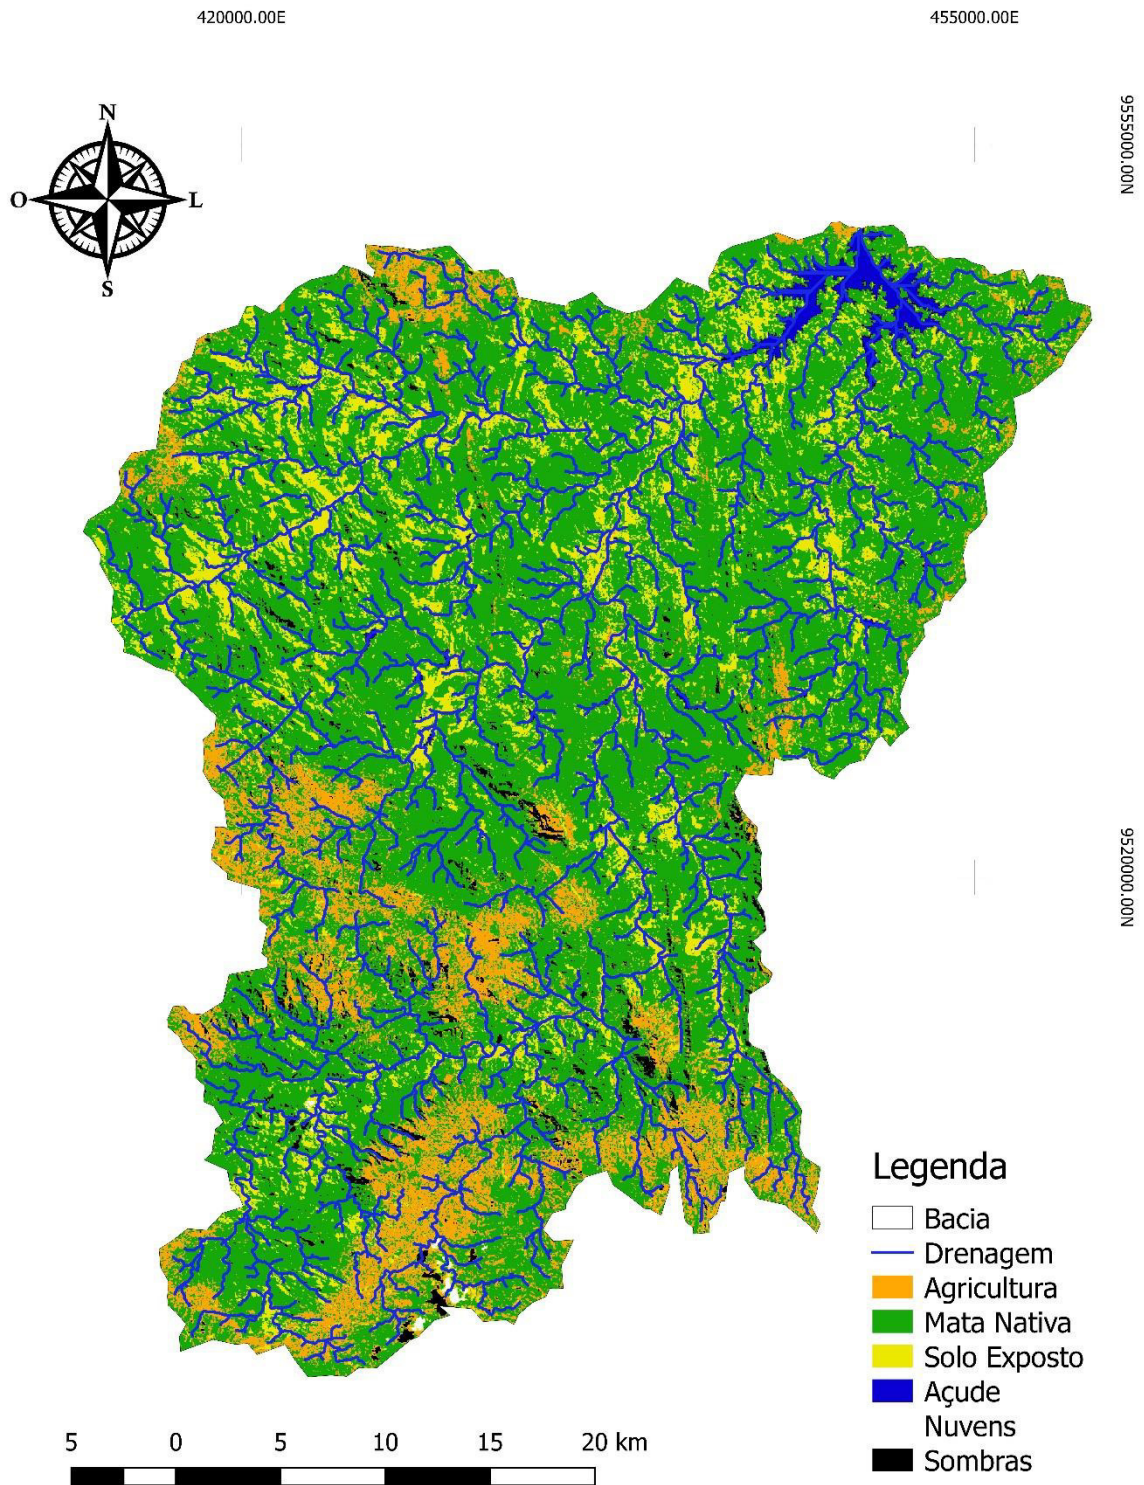 420000.00E 455000.00E
9555000.00N
N
O L
S
9520000.00N
Legenda
Bacia
Drenagem
Agricultura
Mata Nativa
Solo Exposto
Açude
Nuvens
Sombras
5 0 5 10 15 20 km